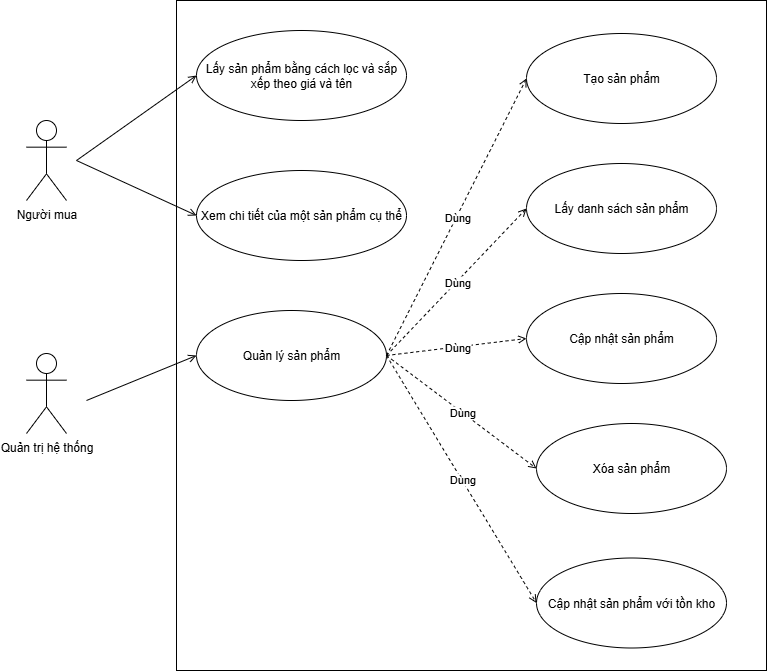 Lấy sản phẩm bằng cách lọc và sắp
xếp theo giá và tên
Tạo sản phẩm
Người mua
Xem chi tiết của một sản phẩm cụ thể
Lấy danh sách sản phẩm
Dùng
Dùng
Quản lý sản phẩm
Cập nhật sản phẩm
Dùng
Dùng
Quản trị hệ thống
Xóa sản phẩm
Dùng
Cập nhật sản phẩm với tồn kho